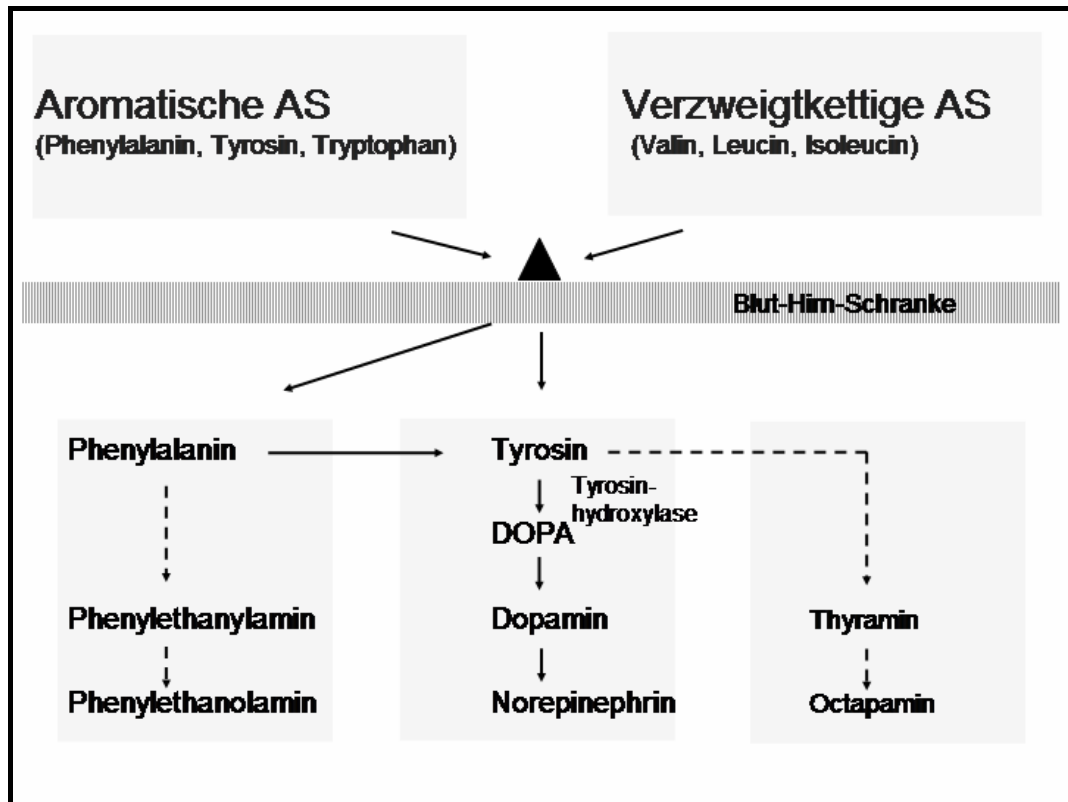 Aromatische AS
(Phenylalanin, Tyrosin, Tryptophan)
Verzweigtkettige AS
(Valin, Leucin, Isoleucin)
Blut-Hirn-Schranke
Phenylalanin
Tyrosin
Tyrosin-
hydroxylase
DOPA
Phenylethanylamin
Dopamin
Thyramin
Phenylethanolamin
Norepinephrin
Octapamin